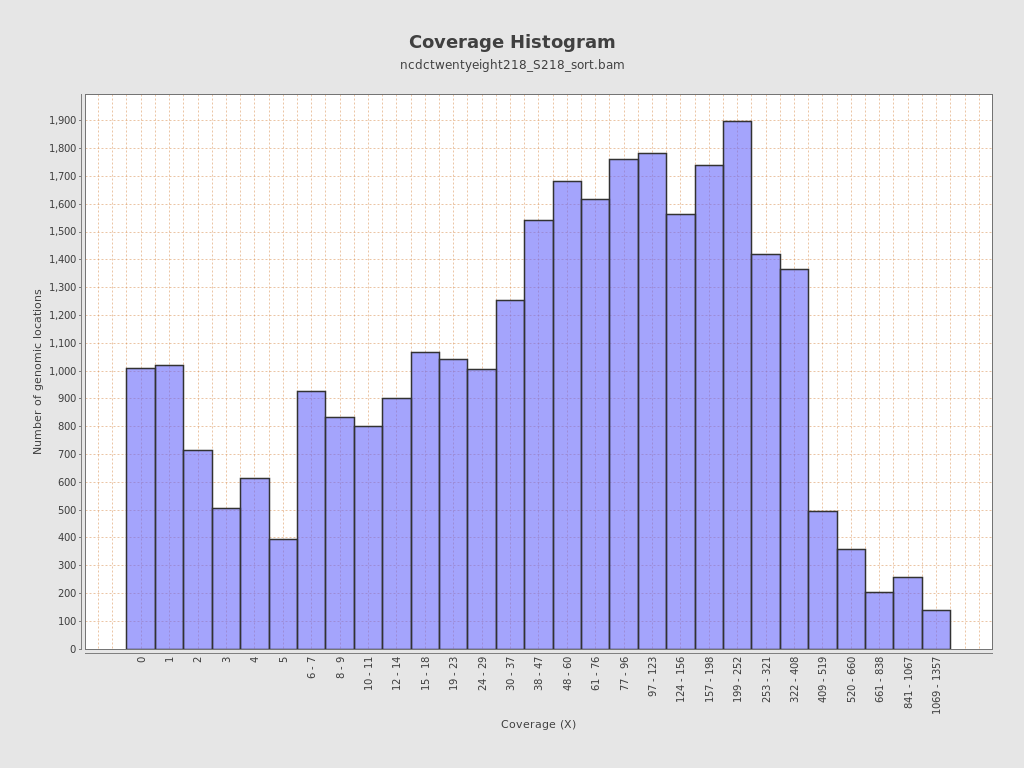 Coverage Histogram
ncdctwentyeight218_S218_sort.bam
Number of genomic locations
1,900
1,800
1,700
1,600
1,500
1,400
1,300
1,200
1,100
1,000
900
800
700
600
500
400
300
200
100
0
0
1
2
3
4
5
6 - 7
8 - 9
10 - 11
12 - 14
15 - 18
19 - 23
24 - 29
30 - 37
38 - 47
48 - 60
61 - 76
77 - 96
97 - 123
124 - 156
157 - 198
199 - 252
253 - 321
322 - 408
409 - 519
520 - 660
661 - 838
841 - 1067
1069 - 1357
Coverage (X)